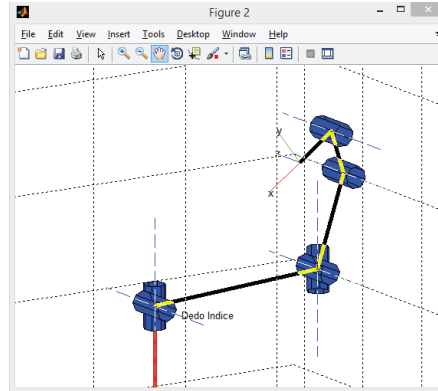 Figure 2
File Edit View Insert Tools Desktop Window Help
y
z
x
Dedo Indice